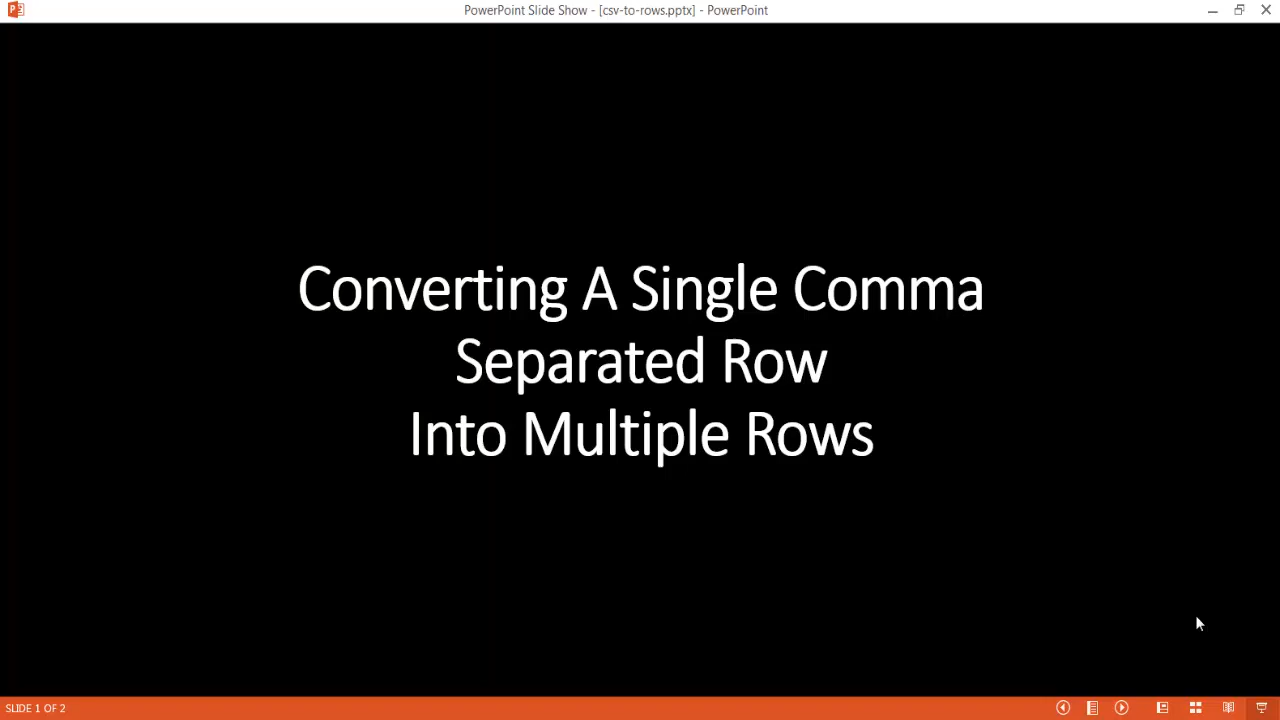 PowerPoint Slide Show - [csv-to-rows.pptx] - PowerPoint
Converting A Single Comma
Separated Row
Into Multiple Rows
SLIDE 1 OF 2